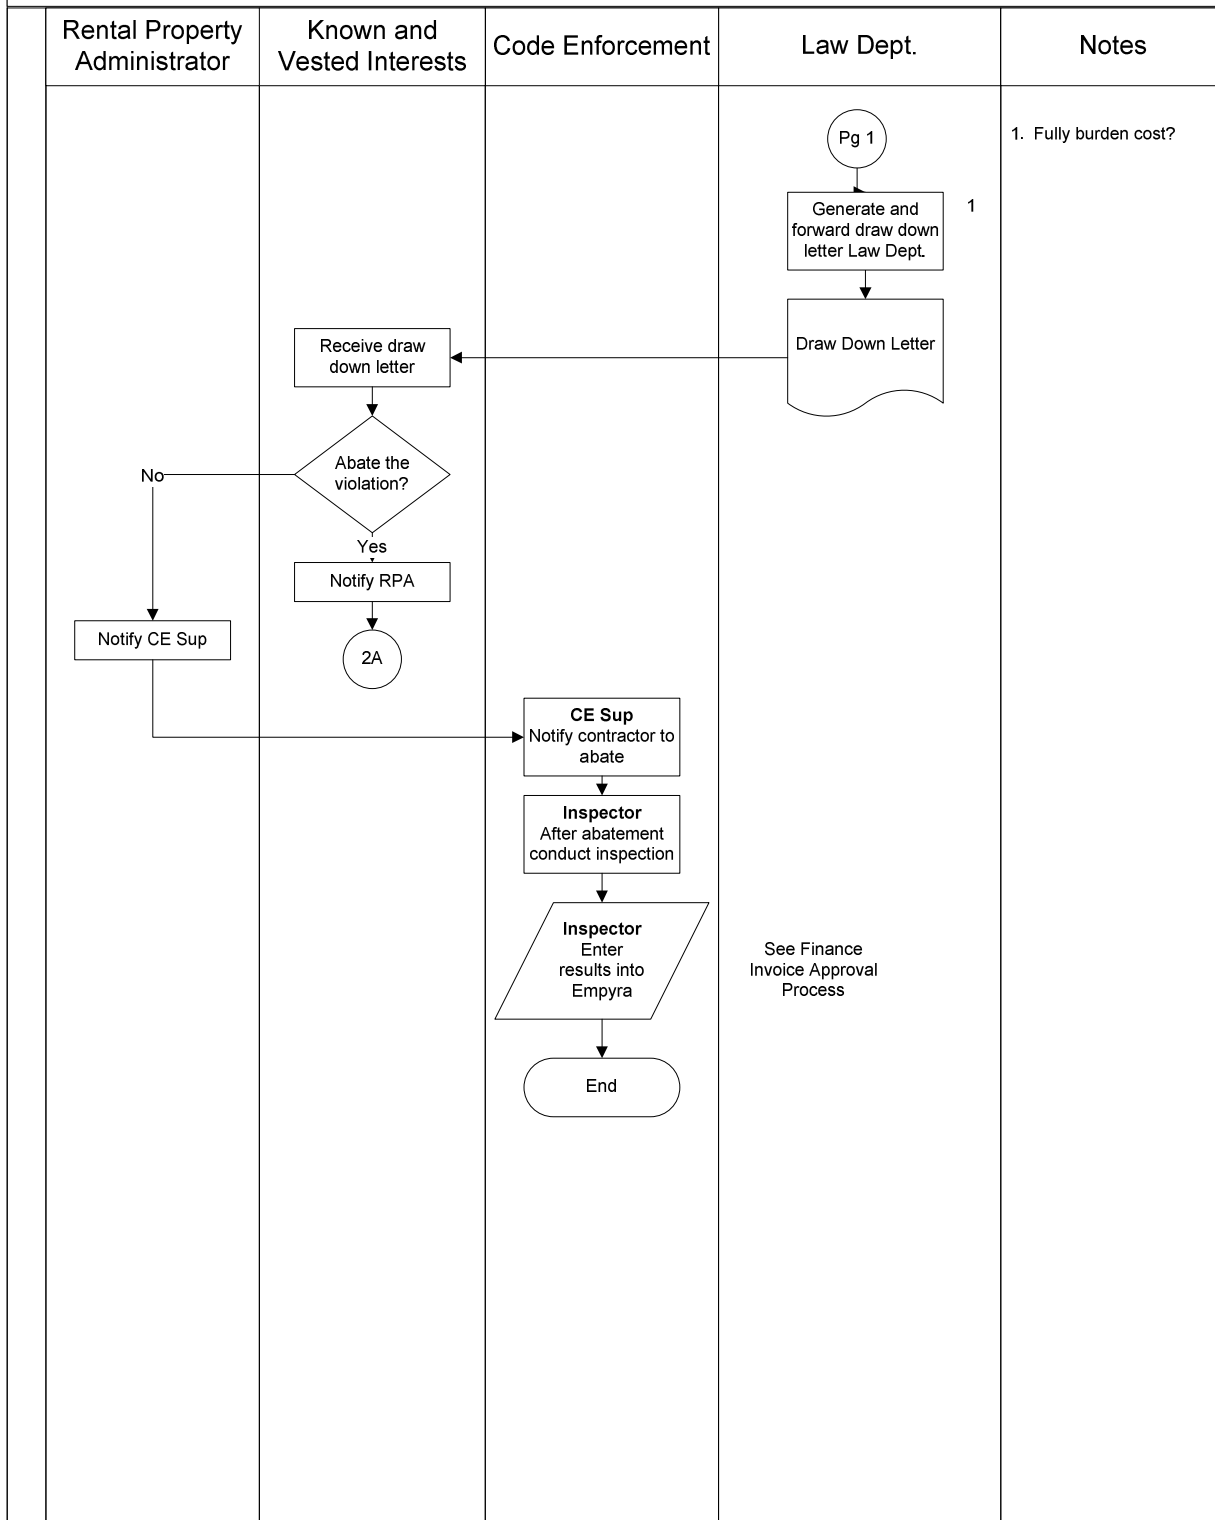 Rental Property
Administrator
Known and
Vested Interests
Code Enforcement
Law Dept.
Notes
Pg 1
1. Fully burden cost?
Generate and
forward draw down
letter Law Dept.
1
Draw Down Letter
Receive draw
down letter
Abate the
violation?
No
Yes
Notify RPA
Notify CE Sup
2A
CE Sup
Notify contractor to
abate
Inspector
After abatement
conduct inspection
Inspector
Enter
results into
Empyra
See Finance
Invoice Approval
Process
End